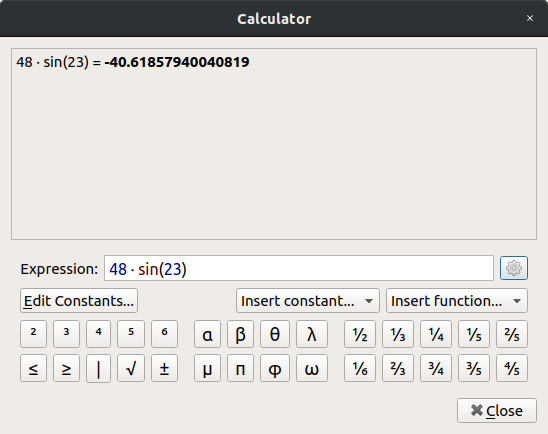 Calculator ×
48 · sin(23) = -40.61857940040819
Expression: 48 · sin(23)
Edit Constants... Insert constant... Insert function...
² ³ ⁴ ⁵ ⁶ α β θ λ ½ ⅓ ¼ ⅕ ⅖
≤ ≥ | √ ± μ π φ ω ⅙ ⅔ ¾ ⅗ ⅘
Close